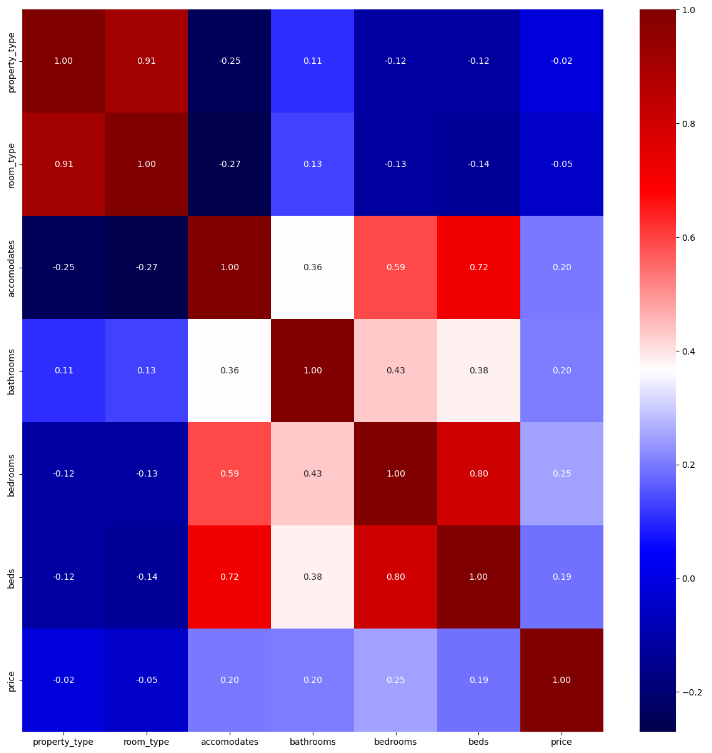 property_type 1.00 0.91 -0.25 0.11 -0.12 -0.12 -0.02
room_type 0.91 1.00 -0.27 0.13 -0.13 -0.14 -0.05
accomodates -0.25 -0.27 1.00 0.36 0.59 0.72 0.20
bathrooms 0.11 0.13 0.36 1.00 0.43 0.38 0.20
bedrooms -0.12 -0.13 0.59 0.43 1.00 0.80 0.25
beds -0.12 -0.14 0.72 0.38 0.80 1.00 0.19
price -0.02 -0.05 0.20 0.20 0.25 0.19 1.00
property_type room_type accomodates bathrooms bedrooms beds price
1.0
0.8
0.6
0.4
0.2
0.0
−0.2